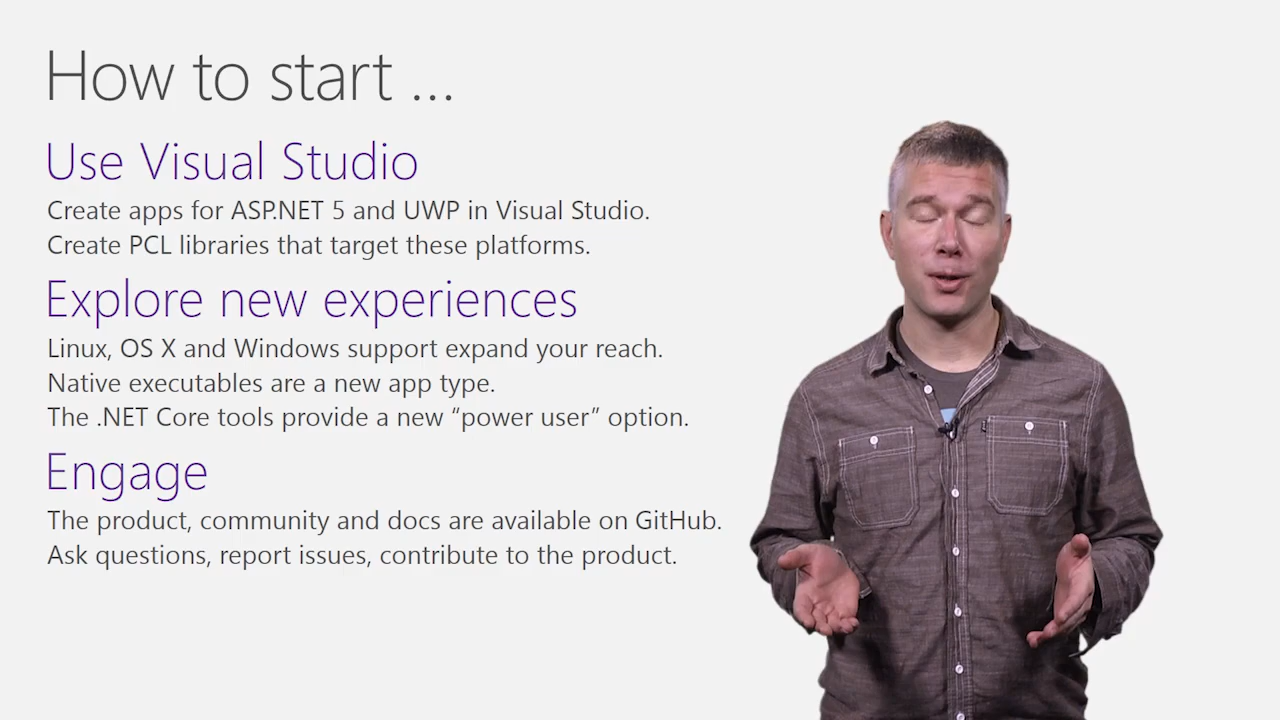 How to start ...
Use Visual Studio
Create apps for ASP.NET 5 and UWP in Visual Studio.
Create PCL libraries that target these platforms.
Explore new experiences
Linux, OS X and Windows support expand your reach.
Native executables are a new app type.
The .NET Core tools provide a new “power user” option.
Engage
The product, community and docs are available on GitHub.
Ask questions, report issues, contribute to the product.